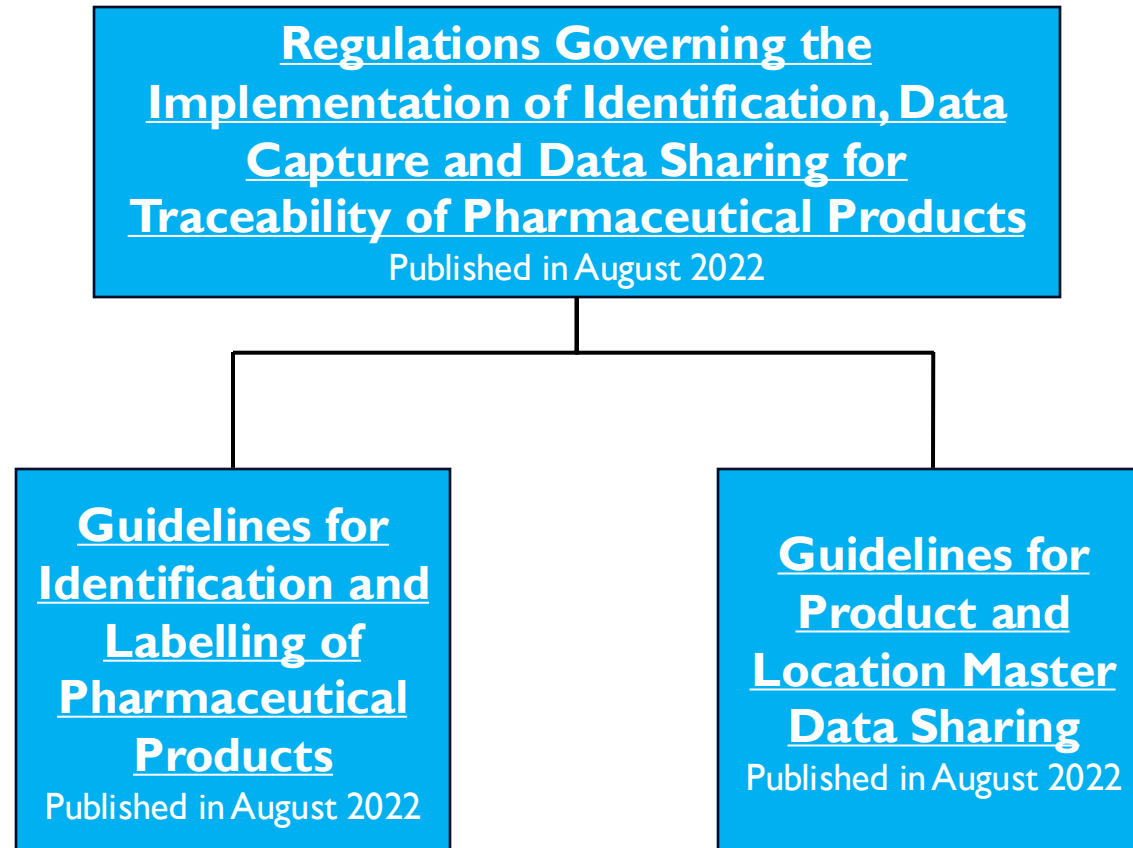 Regulations Governing the
Implementation of Identification, Data
Capture and Data Sharing for
Traceability of Pharmaceutical Products
Published in August 2022
Guidelines for
Identification and
Labelling of
Pharmaceutical
Products
Published in August 2022
Guidelines for
Product and
Location Master
Data Sharing
Published in August 2022